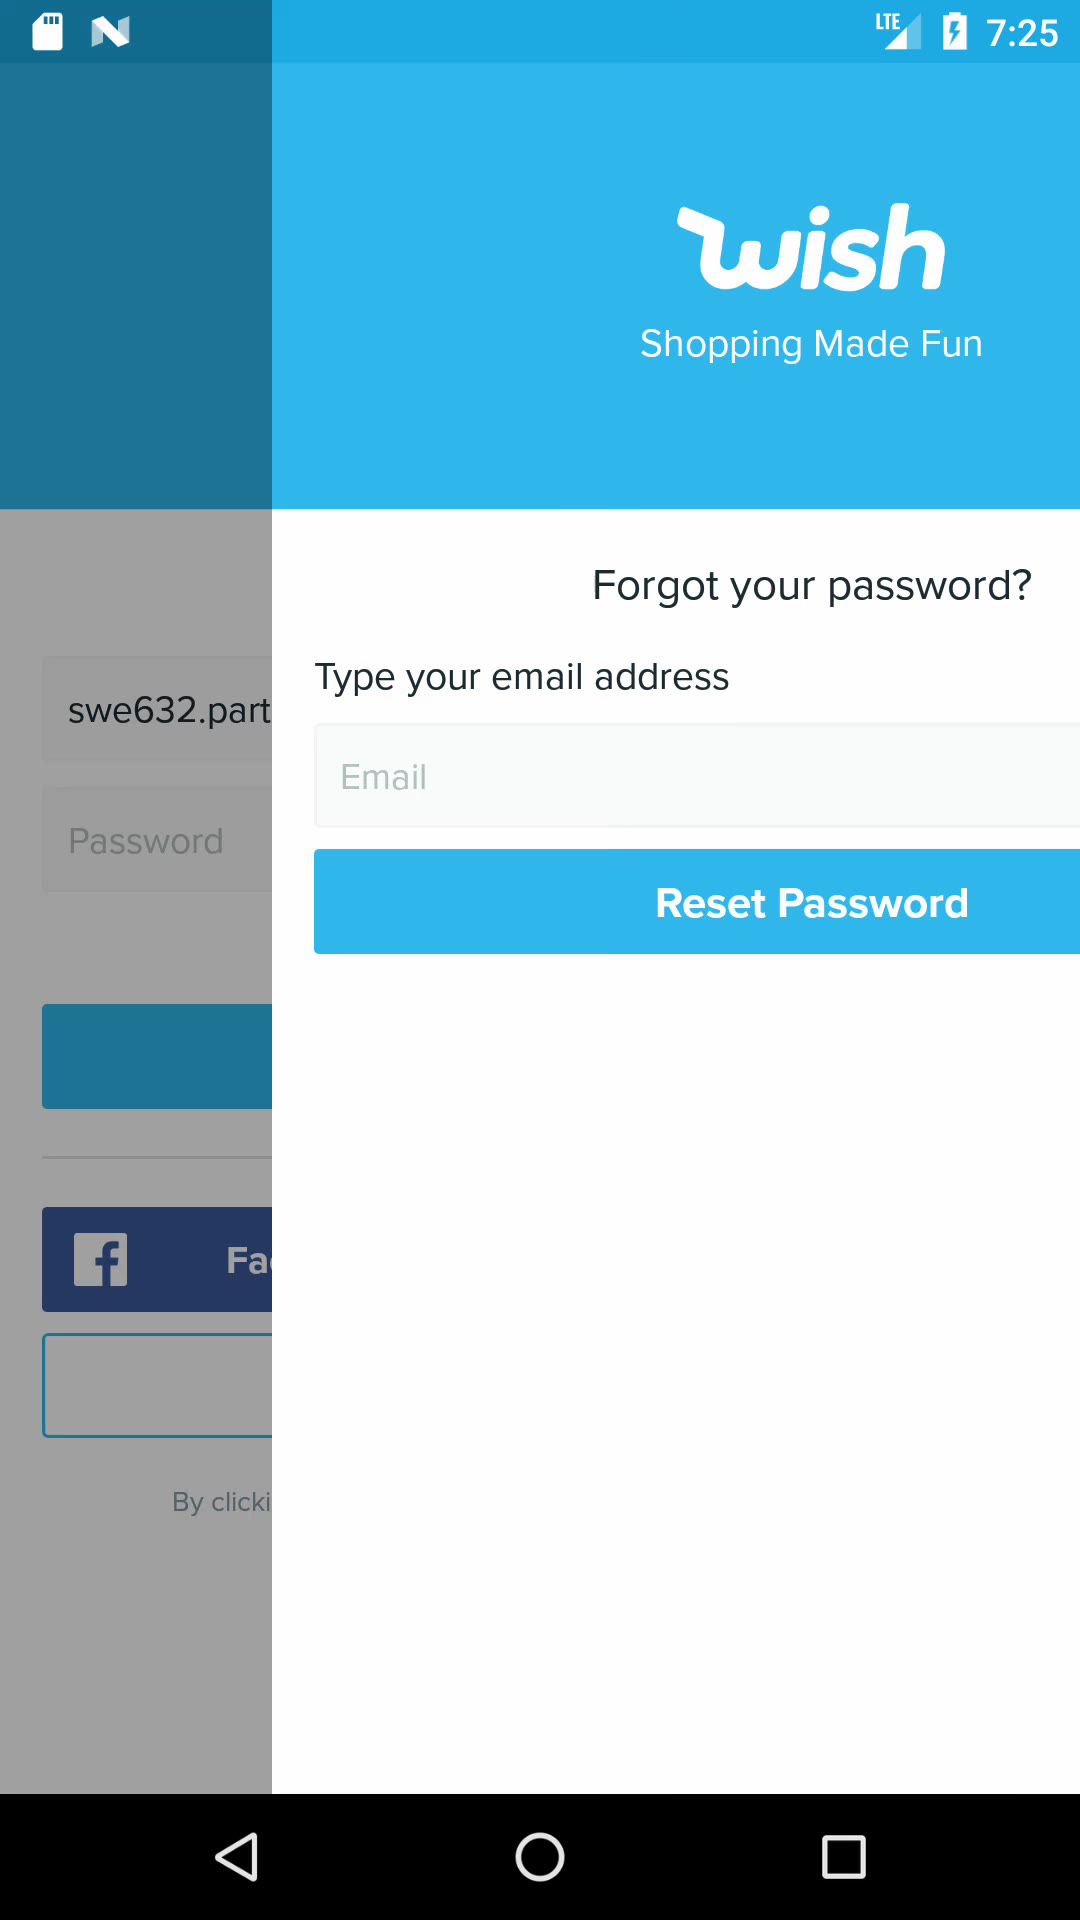 LTE 7:25
wish
Shopping Made Fun
Forgot your password?
Type your email address
Email
Reset Password
swe632.part
Password
Fa
By clicki